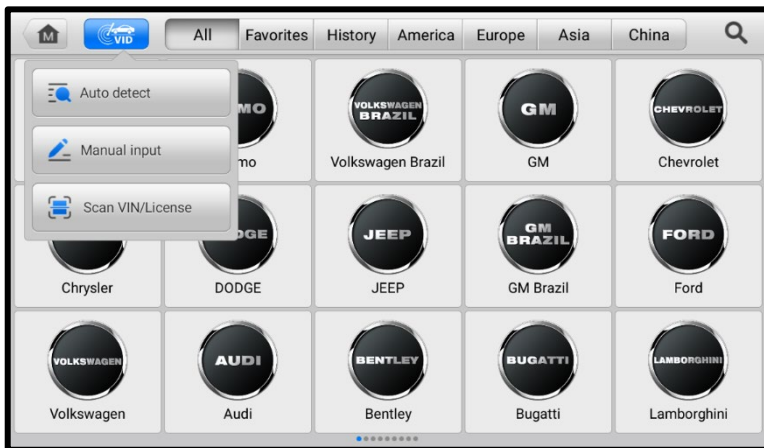 M
VID
All
Favorites
History
America
Europe
Asia
China
Auto detect
Manual input
Scan VIN/License
MO
mo
VOLKSWAGEN
BRAZIL
Volkswagen Brazil
GM
GM
CHEVROLET
Chevrolet
Chrysler
DGE
DODGE
JEEP
JEEP
GM
BRAZIL
GM Brazil
FORD
Ford
VOLKSWAGEN
Volkswagen
AUDI
Audi
BENTLEY
Bentley
BUGATTI
Bugatti
LAMBORGHINI
Lamborghini